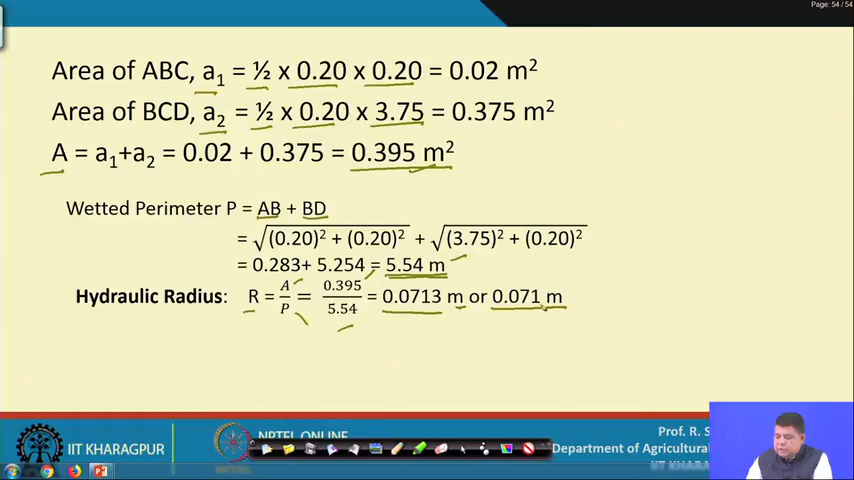 Page: 54 / 54
Area of ABC, a₁ = ½ x 0.20 x 0.20 = 0.02 m²
Area of BCD, a₂ = ½ x 0.20 x 3.75 = 0.375 m²
A = a₁+a₂ = 0.02 + 0.375 = 0.395 m²
Wetted Perimeter P = AB + BD
= √(0.20)² + (0.20)² + √(3.75)² + (0.20)²
= 0.283+ 5.254 = 5.54 m
Hydraulic Radius: R = A/P = 0.395/5.54 = 0.0713 m or 0.071 m
IIT KHARAGPUR
NPTEL ONLINE
Prof. R. S
Department of Agricultural
IIT KHARA